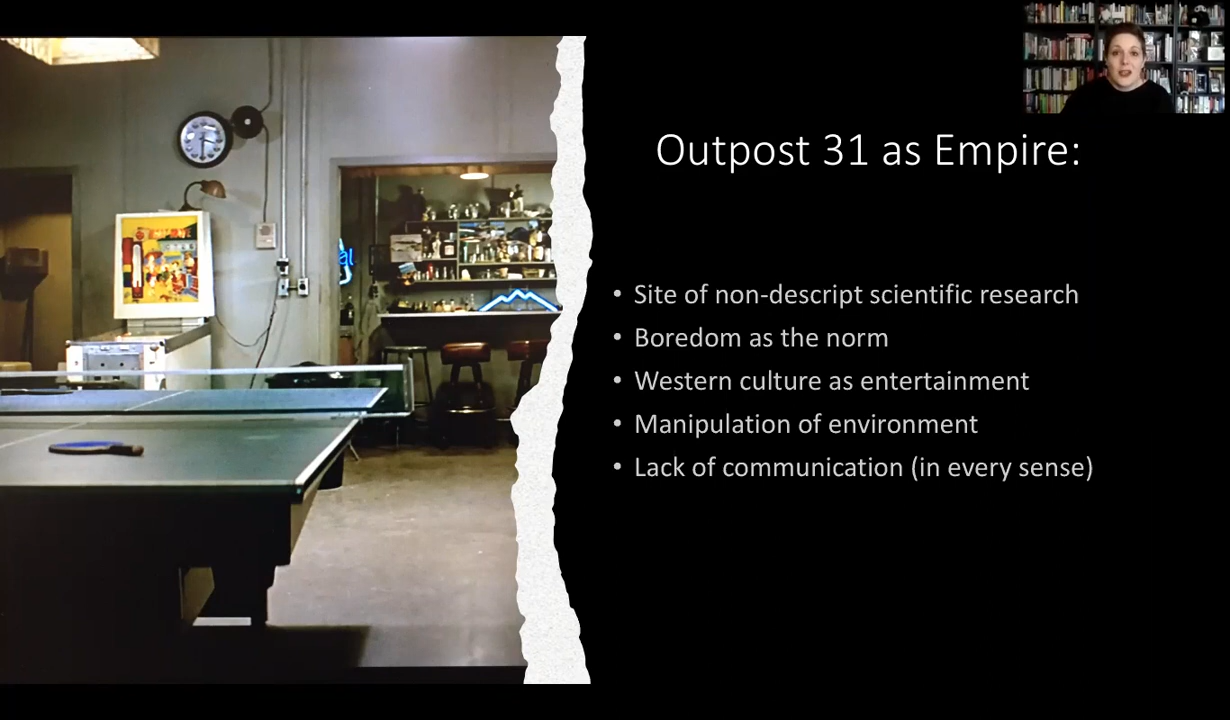 Outpost 31 as Empire:
• Site of non-descript scientific research
• Boredom as the norm
• Western culture as entertainment
• Manipulation of environment
• Lack of communication (in every sense)